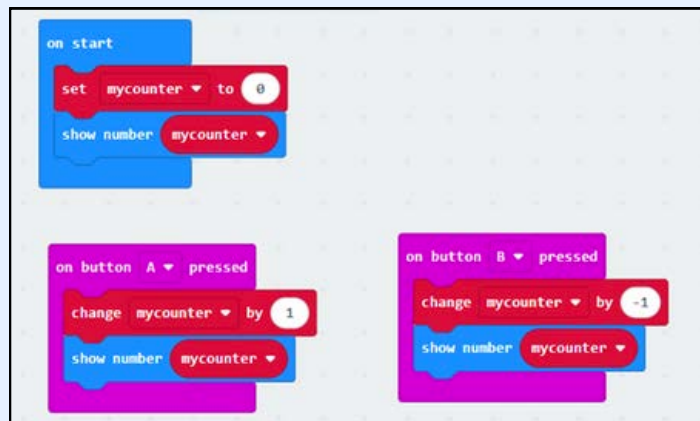 on start
set mycounter to 0
show number mycounter
on button A pressed
change mycounter by 1
show number mycounter
on button B pressed
change mycounter by -1
show number mycounter